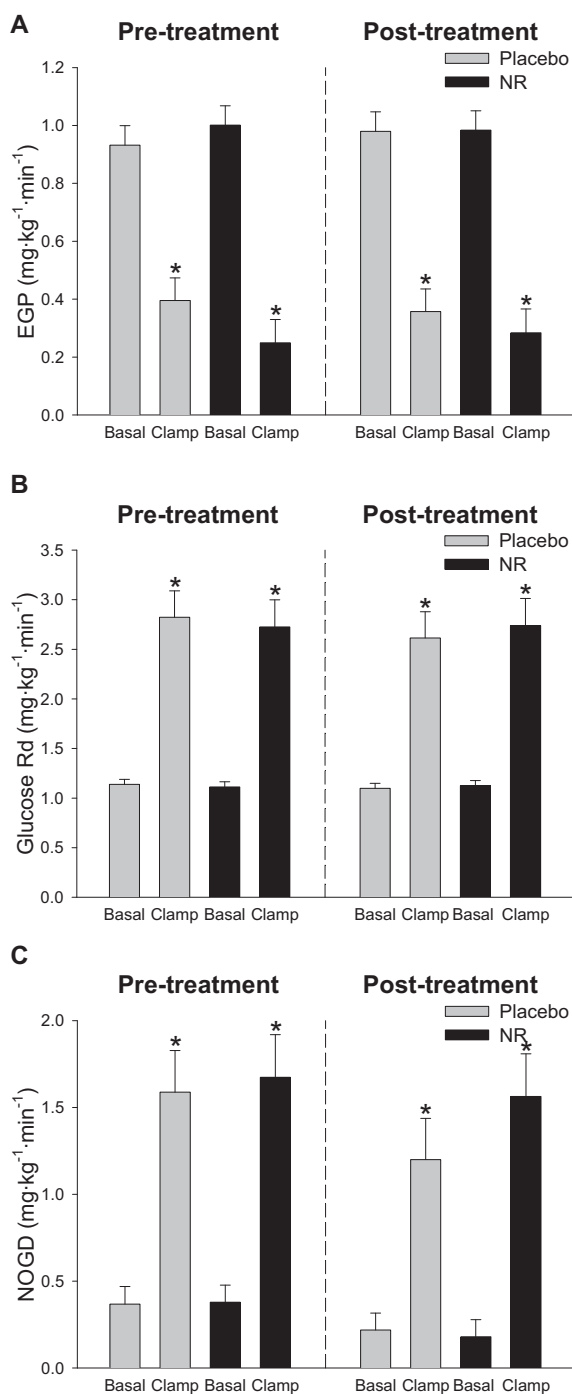 A
Pre-treatment Post-treatment
Placebo
NR
EGP (mg·kg⁻¹·min⁻¹)
1.2
1.0
0.8
0.6
0.4
0.2
0.0
* * * *
Basal Clamp Basal Clamp Basal Clamp Basal Clamp
B
Pre-treatment Post-treatment
Placebo
NR
Glucose Rd (mg·kg⁻¹·min⁻¹)
3.5
3.0
2.5
2.0
1.5
1.0
0.5
0.0
* * * *
Basal Clamp Basal Clamp Basal Clamp Basal Clamp
C
Pre-treatment Post-treatment
Placebo
NR
NOGD (mg·kg⁻¹·min⁻¹)
2.0
1.5
1.0
0.5
0.0
* * * *
Basal Clamp Basal Clamp Basal Clamp Basal Clamp